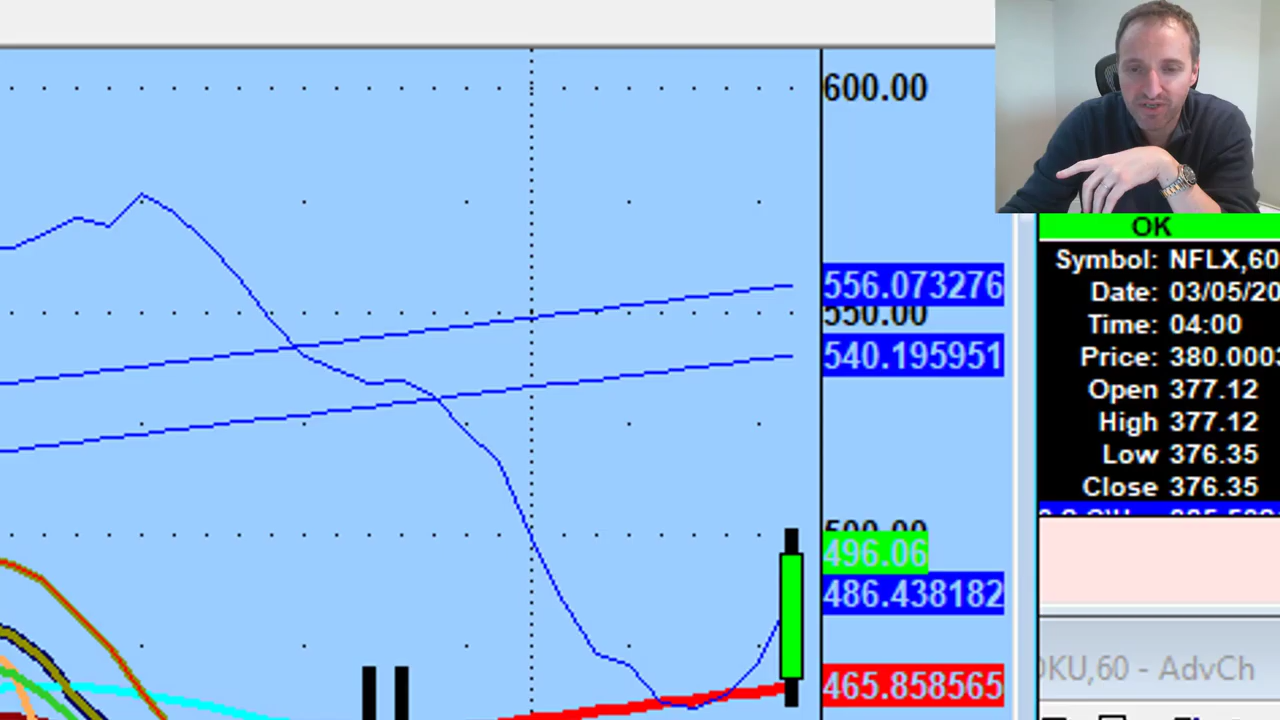 600.00
556.073276
550.00
540.195951
500.00
496.06
486.438182
465.858565
OK
Symbol: NFLX,60
Date: 03/05/20
Time: 04:00
Price: 380.0003
Open 377.12
High 377.12
Low 376.35
Close 376.35
OKU,60 - AdvCh